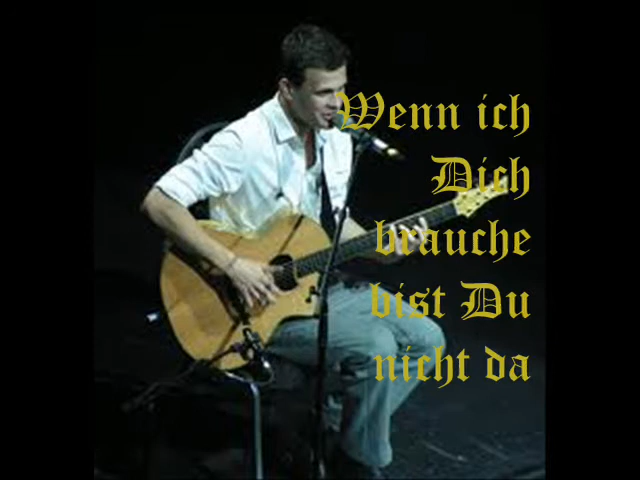 Wenn ich
Dich
brauche
bist Du
nicht da